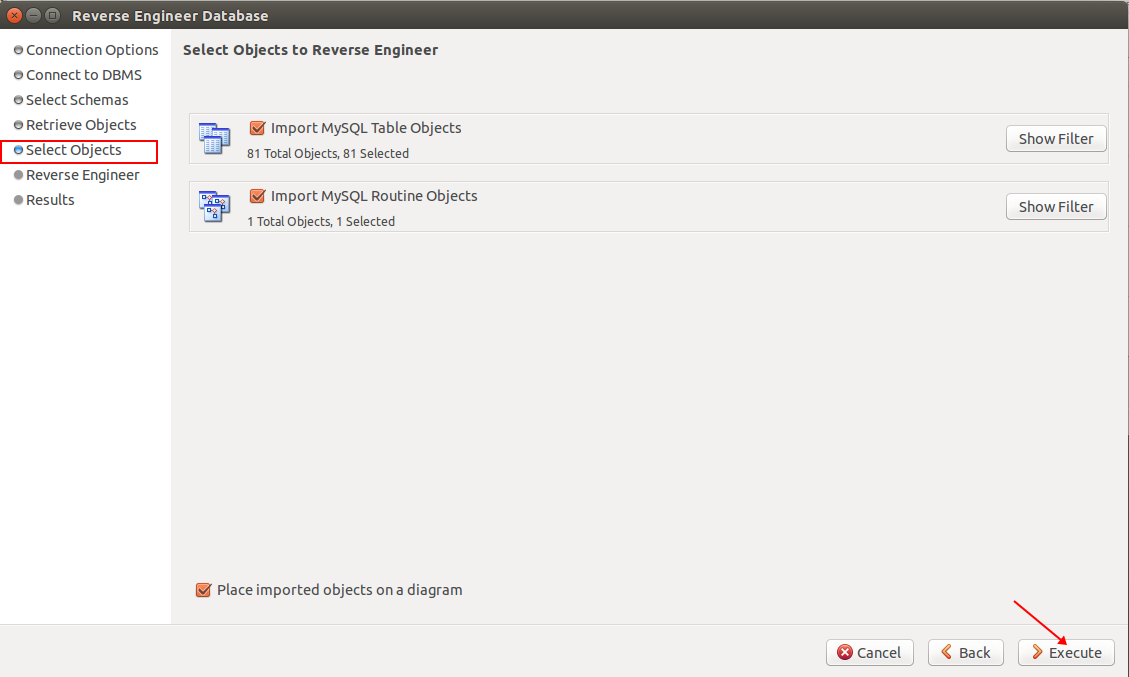 Reverse Engineer Database
Connection Options
Connect to DBMS
Select Schemas
Retrieve Objects
Select Objects
Reverse Engineer
Results
Select Objects to Reverse Engineer
Import MySQL Table Objects
81 Total Objects, 81 Selected
Show Filter
Import MySQL Routine Objects
1 Total Objects, 1 Selected
Show Filter
Place imported objects on a diagram
Cancel
Back
Execute